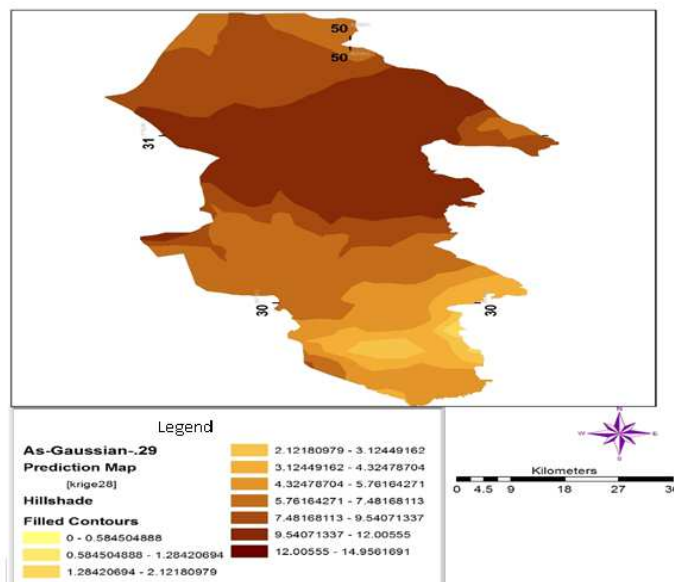 50
50
31
30
30
Legend
As-Gaussian-.29
Prediction Map
[krige28]
Hillshade
Filled Contours
0 - 0.584504888
0.584504888 - 1.28420694
1.28420694 - 2.12180979
2.12180979 - 3.12449162
3.12449162 - 4.32478704
4.32478704 - 5.76164271
5.76164271 - 7.48168113
7.48168113 - 9.54071337
9.54071337 - 12.00555
12.00555 - 14.9561691
N
W E
S
Kilometers
0 4.5 9 18 27 36